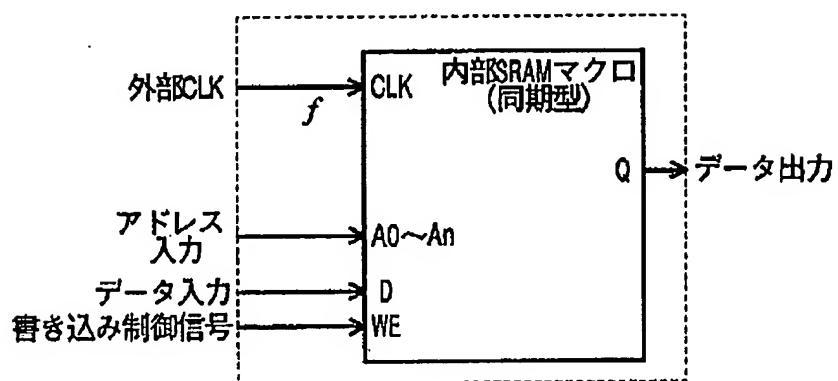 外部CLK
f
CLK
内部SRAMマクロ
(同期型)
Q
データ出力
アドレス
入力
A0～An
データ入力
D
書き込み制御信号
WE